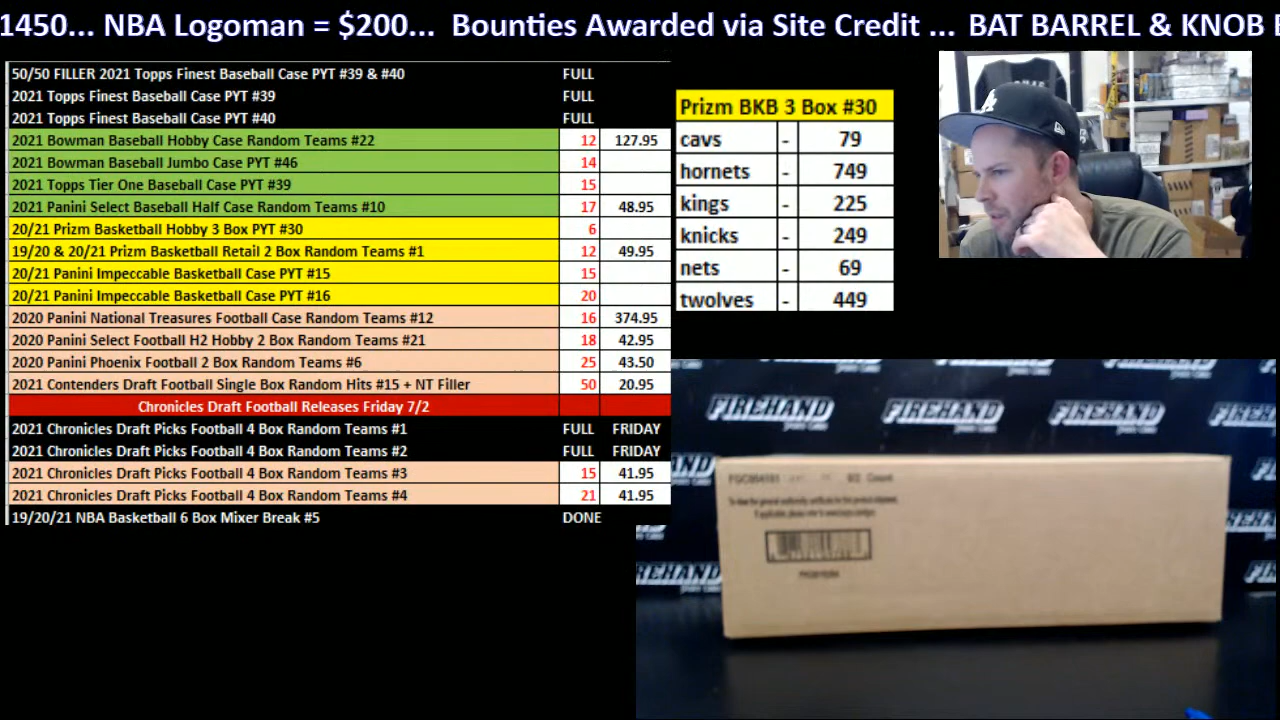 1450... NBA Logoman = $200... Bounties Awarded via Site Credit ... BAT BARREL & KNOB
50/50 FILLER 2021 Topps Finest Baseball Case PYT #39 & #40 FULL
2021 Topps Finest Baseball Case PYT #39 FULL
2021 Topps Finest Baseball Case PYT #40 FULL
2021 Bowman Baseball Hobby Case Random Teams #22 12 127.95
2021 Bowman Baseball Jumbo Case PYT #46 14
2021 Topps Tier One Baseball Case PYT #39 15
2021 Panini Select Baseball Half Case Random Teams #10 17 48.95
20/21 Prizm Basketball Hobby 3 Box PYT #30 6
19/20 & 20/21 Prizm Basketball Retail 2 Box Random Teams #1 12 49.95
20/21 Panini Impeccable Basketball Case PYT #15 15
20/21 Panini Impeccable Basketball Case PYT #16 20
2020 Panini National Treasures Football Case Random Teams #12 16 374.95
2020 Panini Select Football H2 Hobby 2 Box Random Teams #21 18 42.95
2020 Panini Phoenix Football 2 Box Random Teams #6 25 43.50
2021 Contenders Draft Football Single Box Random Hits #15 + NT Filler 50 20.95
Chronicles Draft Football Releases Friday 7/2
2021 Chronicles Draft Picks Football 4 Box Random Teams #1 FULL FRIDAY
2021 Chronicles Draft Picks Football 4 Box Random Teams #2 FULL FRIDAY
2021 Chronicles Draft Picks Football 4 Box Random Teams #3 15 41.95
2021 Chronicles Draft Picks Football 4 Box Random Teams #4 21 41.95
19/20/21 NBA Basketball 6 Box Mixer Break #5 DONE
Prizm BKB 3 Box #30
cavs - 79
hornets - 749
kings - 225
knicks - 249
nets - 69
twolves - 449
FIREHAND FIREHAND FIREHAND
Count